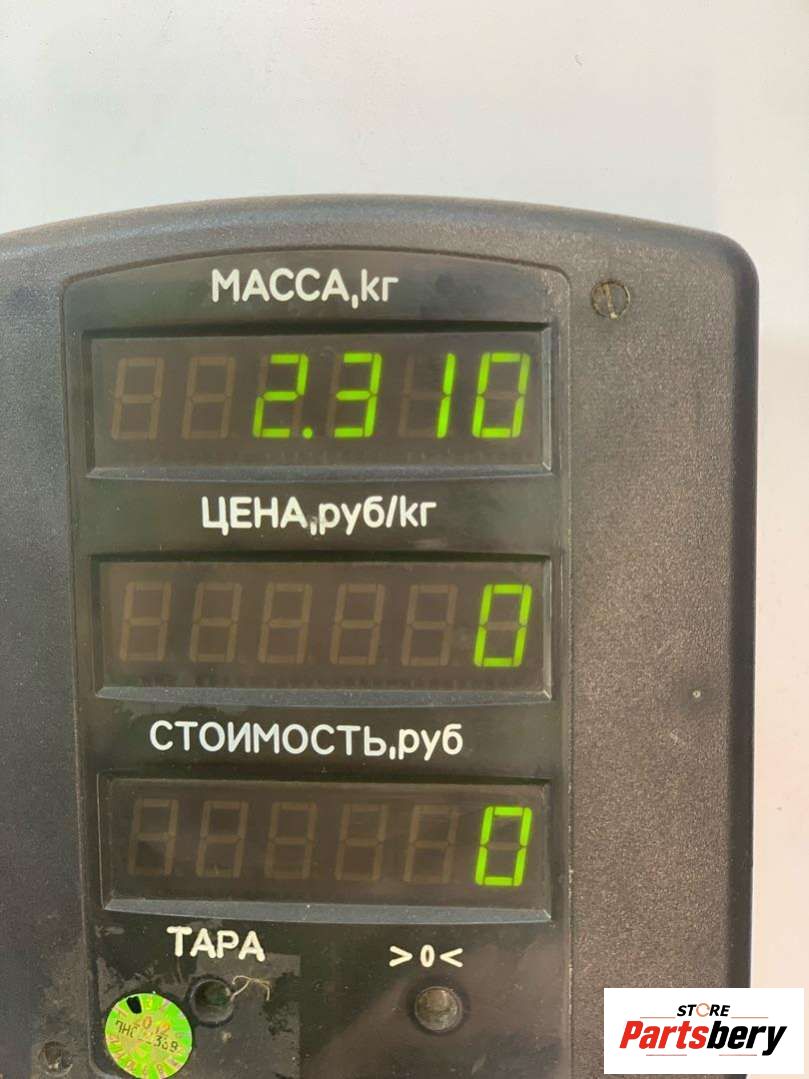 МАССА,кг
2.310
ЦЕНА,руб/кг
0
СТОИМОСТЬ,руб
0
ТАРА
>0<
STORE
Partsbery